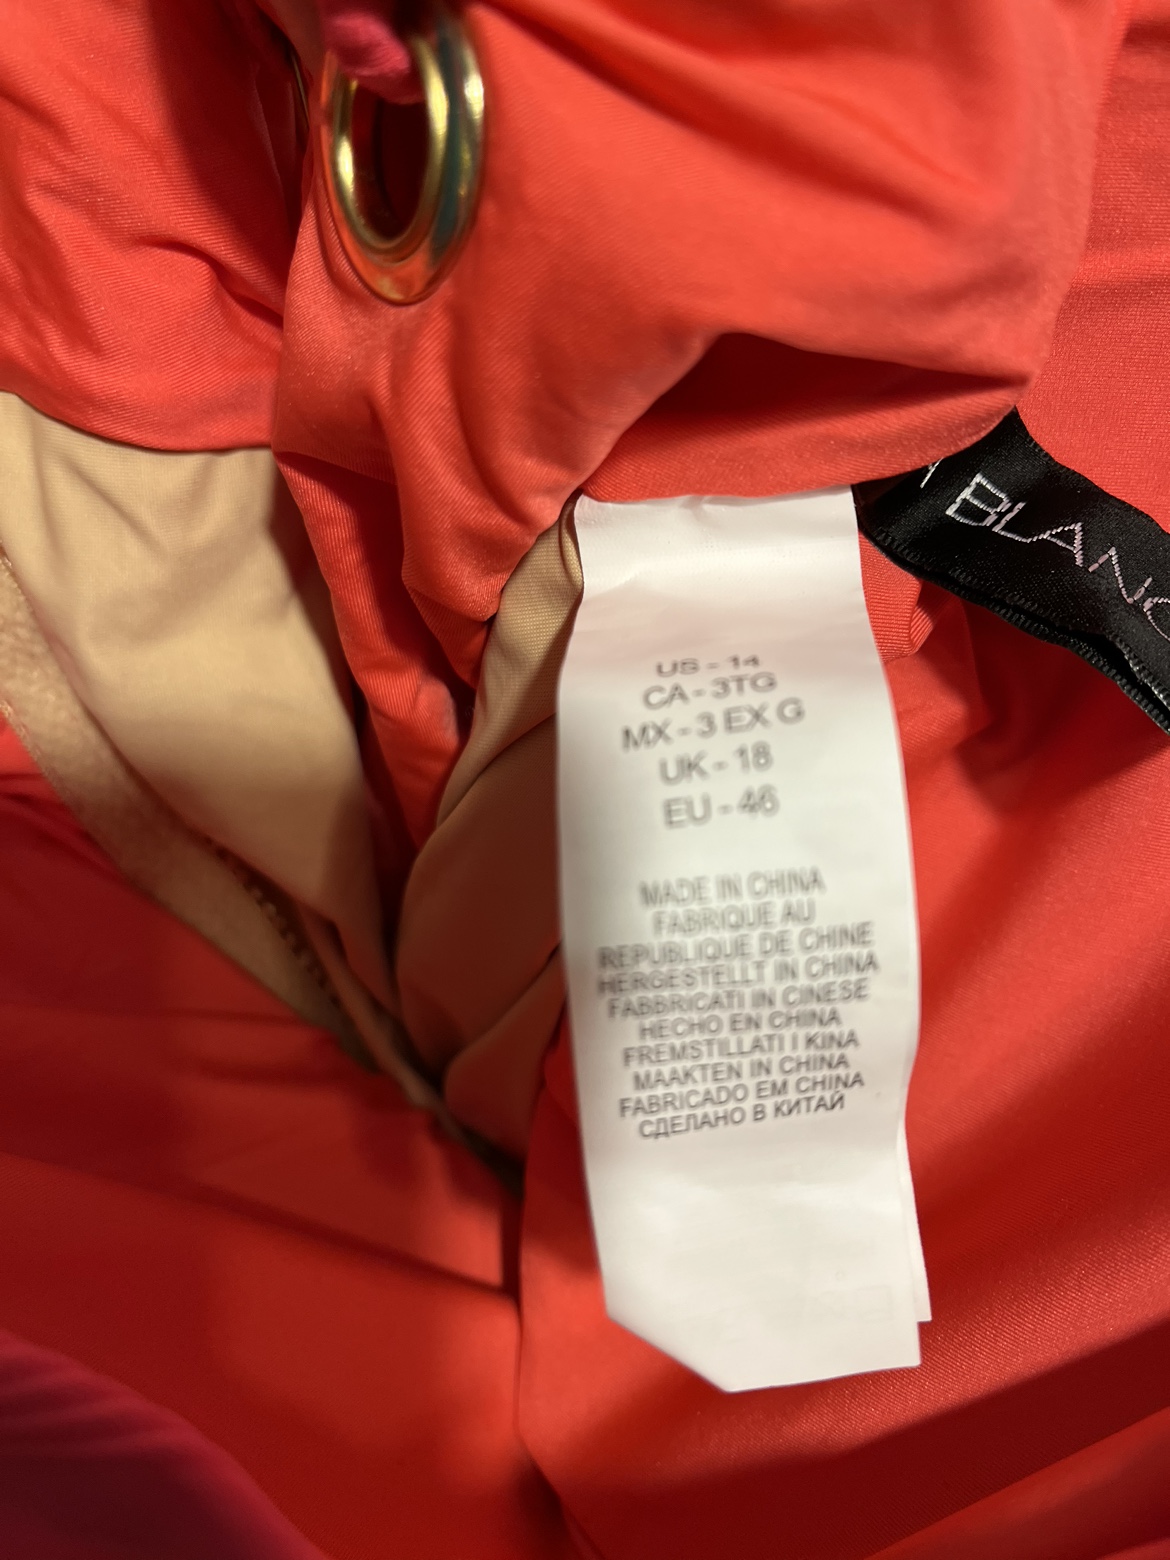 BLANC
US - 14
CA - 3TG
MX - 3 EX G
UK - 18
EU - 46
MADE IN CHINA
FABRIQUE AU
REPUBLIQUE DE CHINE
HERGESTELLT IN CHINA
FABBRICATI IN CINESE
HECHO EN CHINA
FREMSTILLATI I KINA
MAAKTEN IN CHINA
FABRICADO EM CHINA
СДЕЛАНО В КИТАЙ